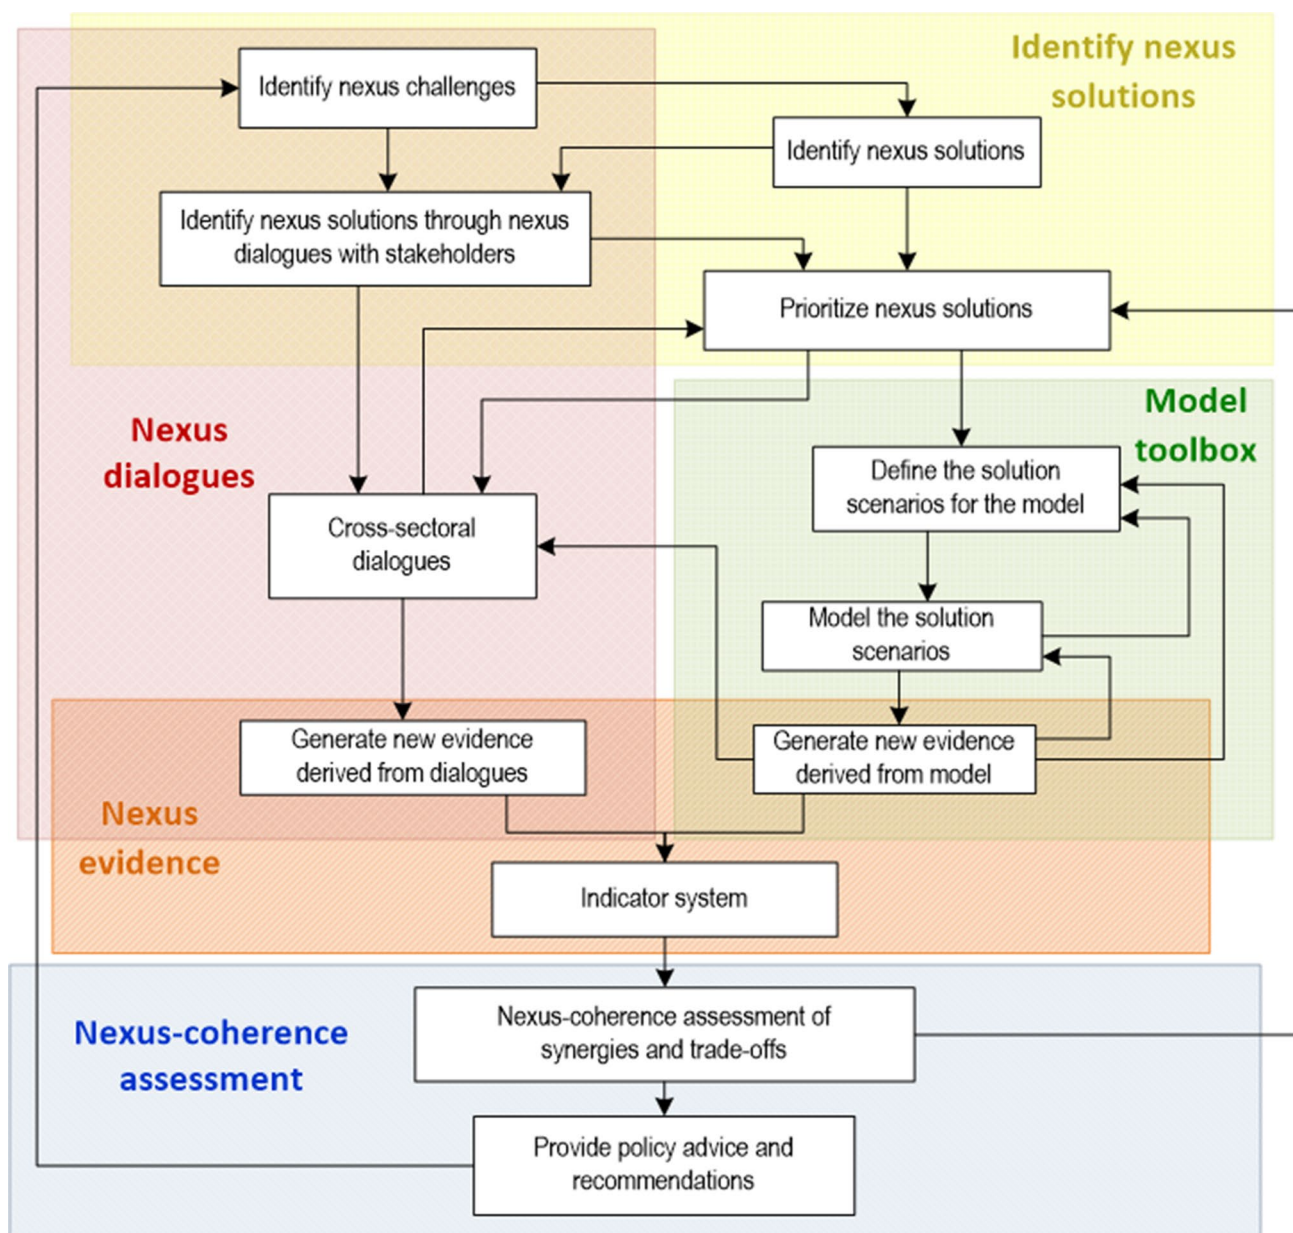 Identify nexus
solutions
Identify nexus challenges
Identify nexus solutions
Identify nexus solutions through nexus
dialogues with stakeholders
Prioritize nexus solutions
Nexus
dialogues
Model
toolbox
Define the solution
scenarios for the model
Cross-sectoral
dialogues
Model the solution
scenarios
Generate new evidence
derived from dialogues
Generate new evidence
derived from model
Nexus
evidence
Indicator system
Nexus-coherence
assessment
Nexus-coherence assessment of
synergies and trade-offs
Provide policy advice and
recommendations